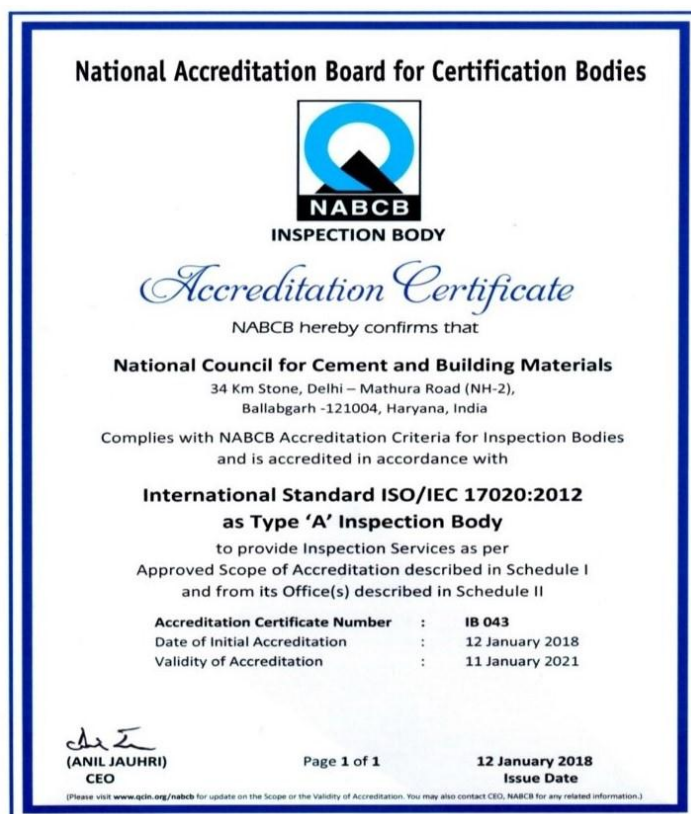 National Accreditation Board for Certification Bodies
NABCB
INSPECTION BODY
Accreditation Certificate
NABCB hereby confirms that
National Council for Cement and Building Materials
34 Km Stone, Delhi – Mathura Road (NH-2),
Ballabgarh -121004, Haryana, India
Complies with NABCB Accreditation Criteria for Inspection Bodies
and is accredited in accordance with
International Standard ISO/IEC 17020:2012
as Type ‘A’ Inspection Body
to provide Inspection Services as per
Approved Scope of Accreditation described in Schedule I
and from its Office(s) described in Schedule II
Accreditation Certificate Number : IB 043
Date of Initial Accreditation : 12 January 2018
Validity of Accreditation : 11 January 2021
(ANIL JAUHRI) Page 1 of 1 12 January 2018
CEO Issue Date
(Please visit www.qcin.org/nabcb for update on the Scope or the Validity of Accreditation. You may also contact CEO, NABCB for any related information.)